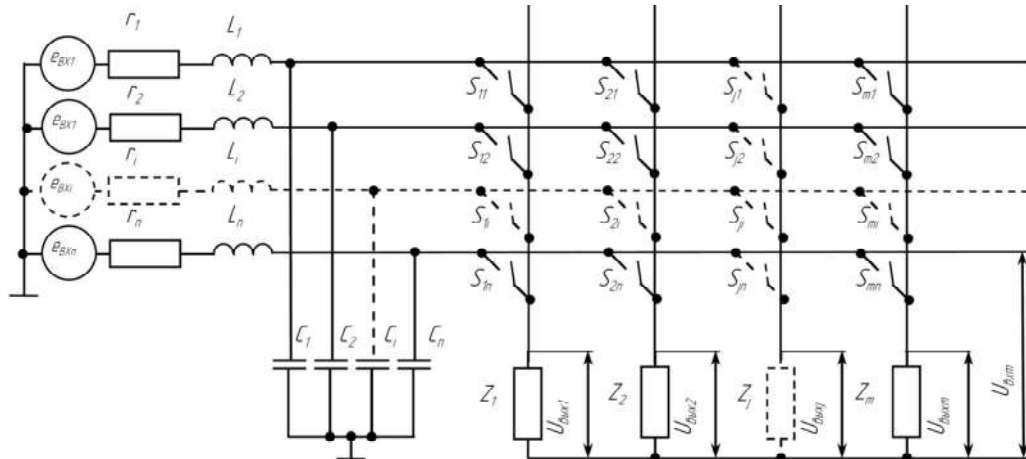 r1 L1
eВХ1
r2 L2
S11 S21 Sj1 Sm1
eВХ1
ri Li
S12 S22 Sj2 Sm2
eВХi
rn Ln
S1i S2i Sji Smi
eВХn
S1n S2n Sjn Smn
C1 C2 Ci Cn
Z1 Uвых1 Z2 Uвых2 Zj Uвыхj Zm Uвыхm Uвхm